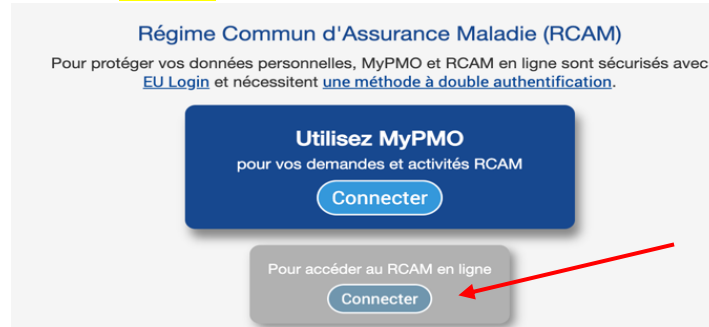 Régime Commun d'Assurance Maladie (RCAM)
Pour protéger vos données personnelles, MyPMO et RCAM en ligne sont sécurisés avec
EU Login et nécessitent une méthode à double authentification.
Utilisez MyPMO
pour vos demandes et activités RCAM
Connecter
Pour accéder au RCAM en ligne
Connecter